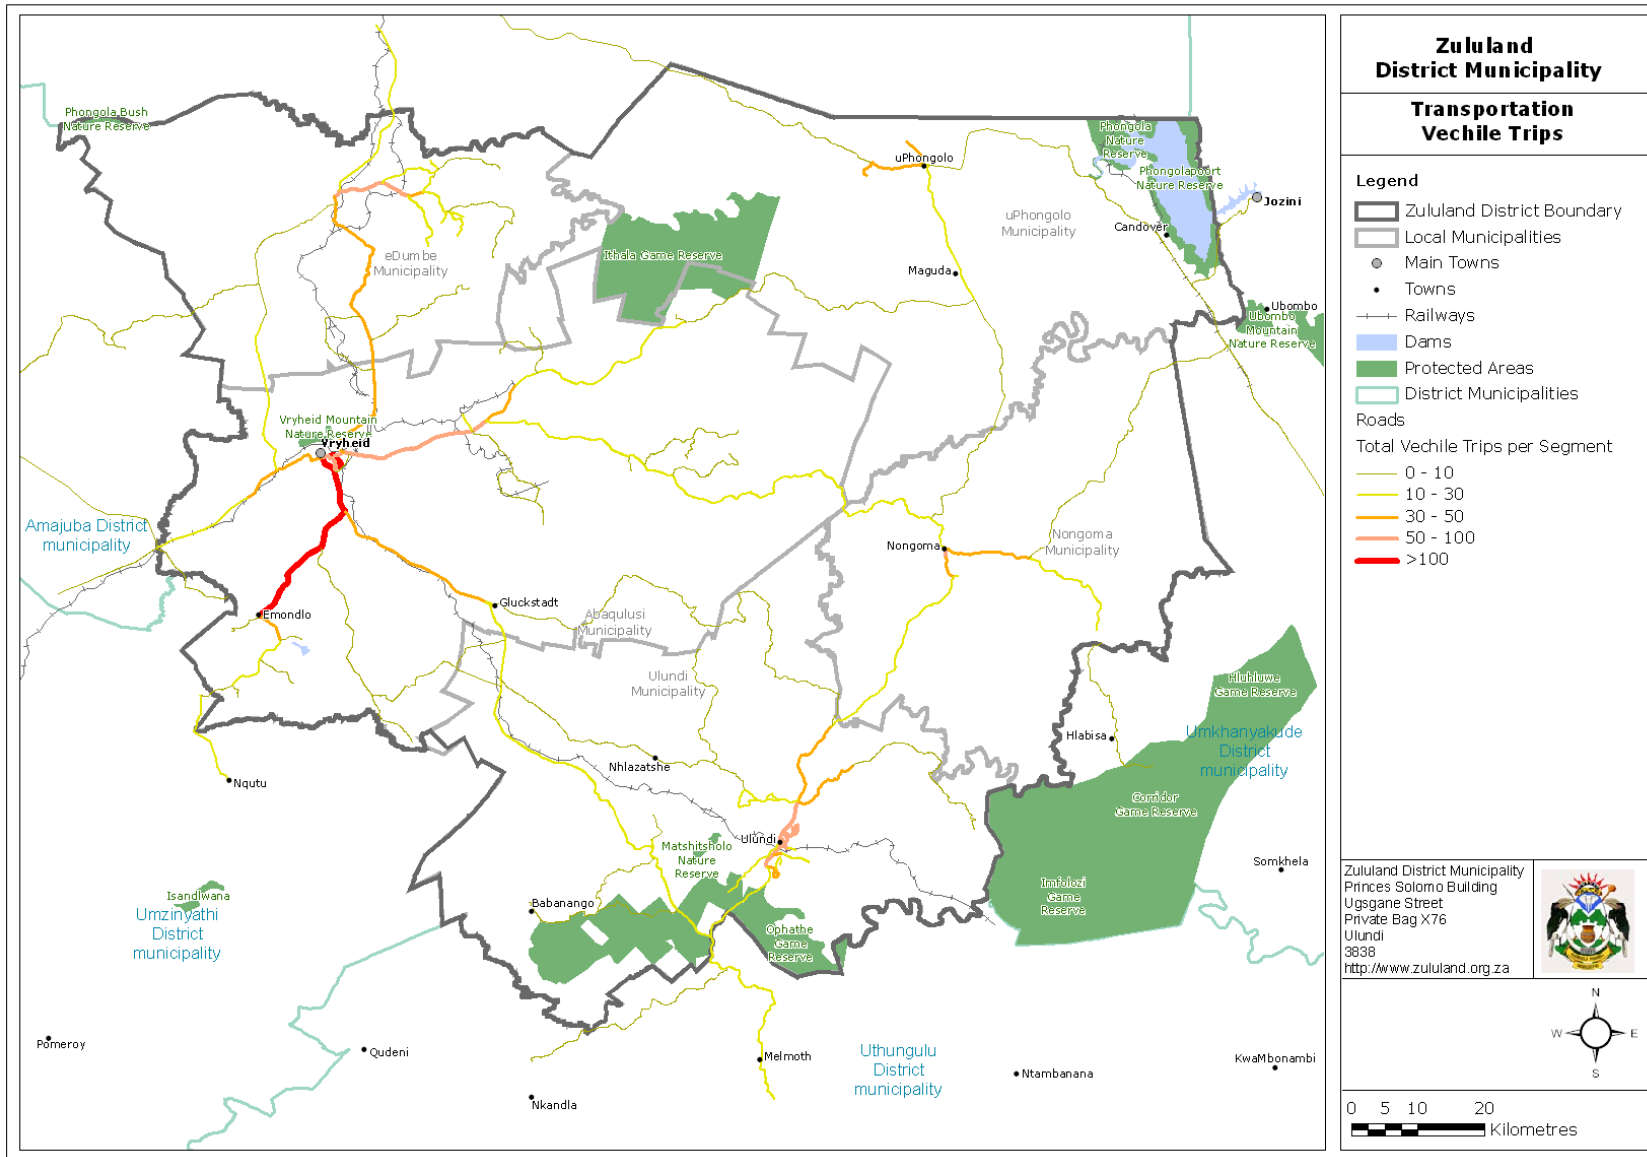 Zululand
District Municipality
Transportation
Vechile Trips
Legend
Zululand District Boundary
Local Municipalities
Main Towns
Towns
Railways
Dams
Protected Areas
District Municipalities
Roads
Total Vechile Trips per Segment
0 - 10
10 - 30
30 - 50
50 - 100
>100
Zululand District Municipality
Princes Solomo Building
Ugsgane Street
Private Bag X76
Ulundi
3838
http://www.zululand.org.za
N
W
E
S
0 5 10 20
Kilometres
Phongola Bush
Nature Reserve
uPhongolo
Phongola
Nature
Reserve
Phongolapoort
Nature Reserve
Jozini
uPhongolo
Municipality
Candover
eDumbe
Municipality
Ithala Game Reserve
Maguda
Ubombo
Ubombo
Mountain
Nature Reserve
Vryheid Mountain
Nature Reserve
Vryheid
Amajuba District
municipality
Nongoma
Nongoma
Municipality
Emondlo
Gluckstadt
Abaqulusi
Municipality
Ulundi
Municipality
Hluhluwe
Game Reserve
Hlabisa
Umkhanyakude
District
municipality
Nhlazatshe
Nqutu
Corridor
Game Reserve
Ulundi
Matshitsholo
Nature
Reserve
Somkhela
Isandlwana
Umzinyathi
District
municipality
Babanango
Imfolozi
Game
Reserve
Ophathe
Game
Reserve
Pomeroy
Qudeni
Melmoth
Uthungulu
District
municipality
Ntambanana
KwaMbonambi
Nkandla